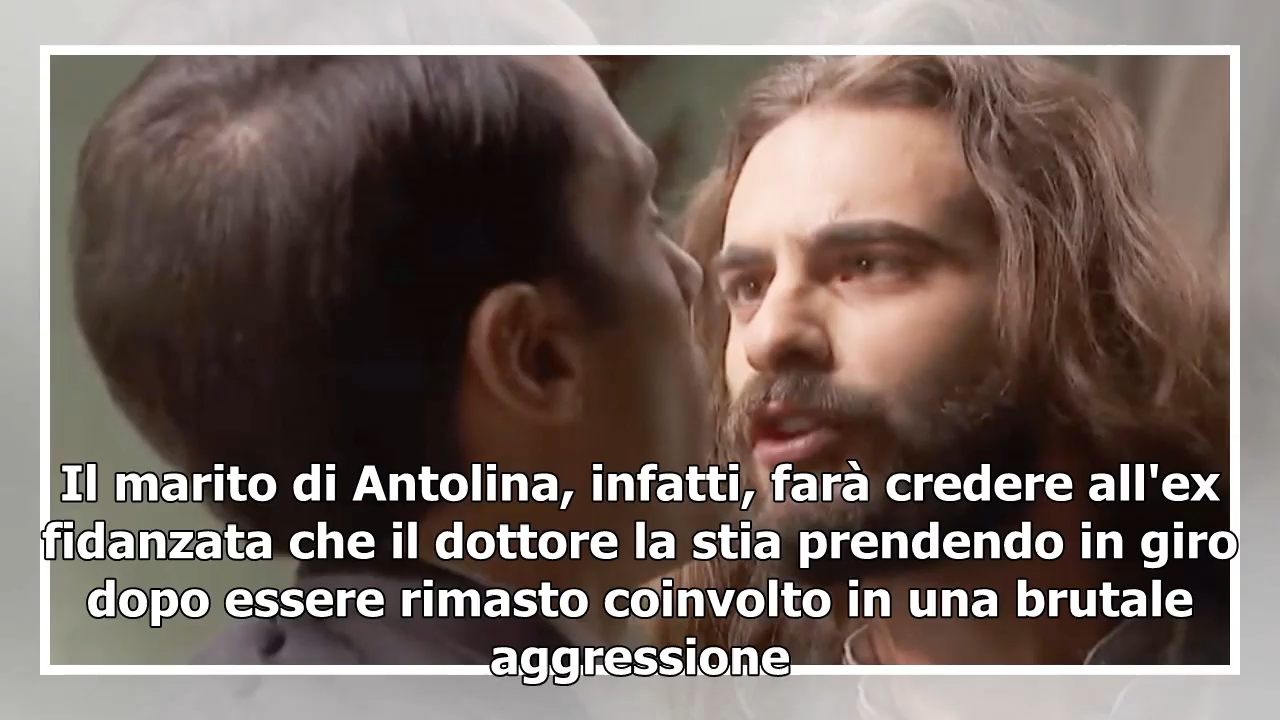 Il marito di Antolina, infatti, farà credere all'ex
fidanzata che il dottore la stia prendendo in giro
dopo essere rimasto coinvolto in una brutale
aggressione